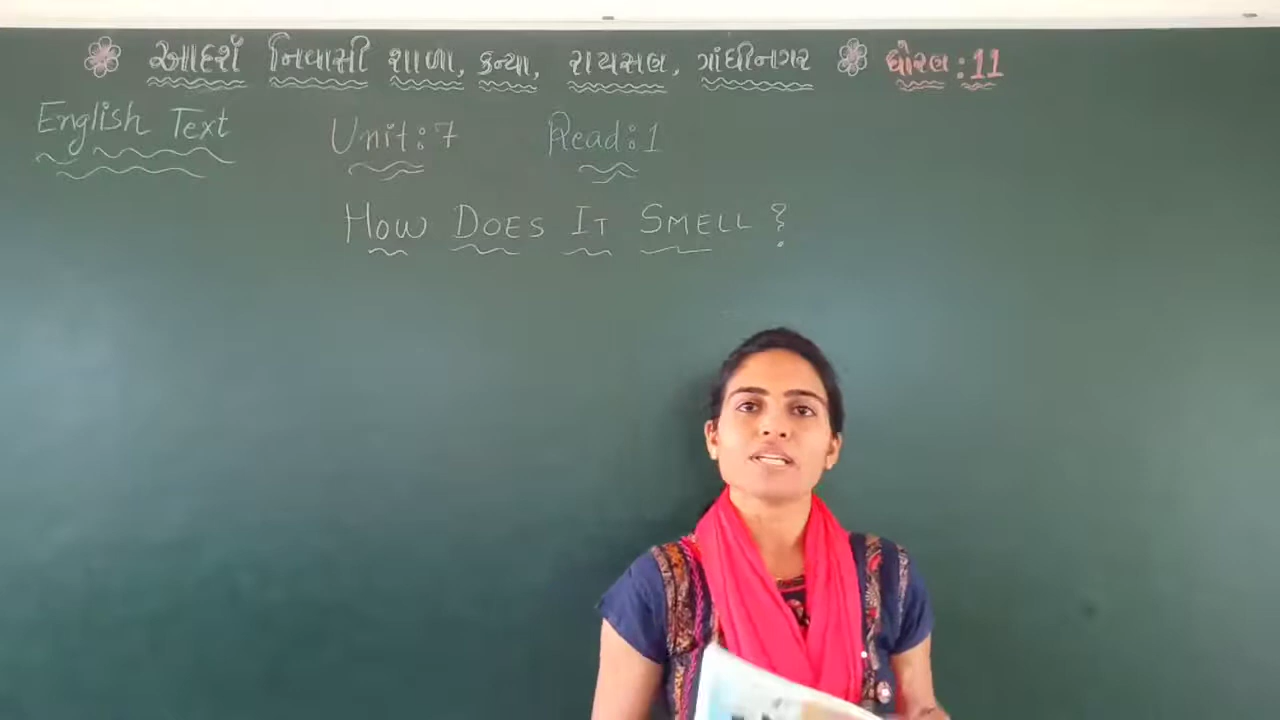 આદર્શ નિવાસી શાળા, કન્યા, રાયસણ, ગાંધીનગર ધોરણ : 11
English Text Unit : 7 Read : 1
HOW DOES IT SMELL ?